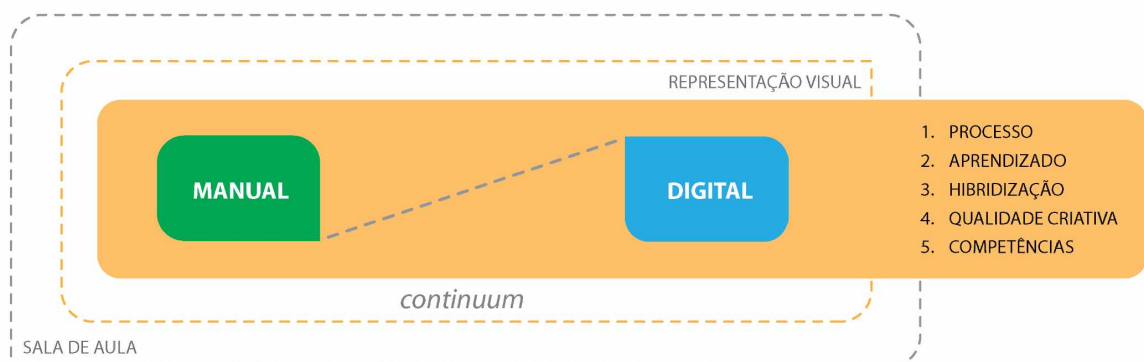 REPRESENTAÇÃO VISUAL
MANUAL
DIGITAL
1. PROCESSO
2. APRENDIZADO
3. HIBRIDIZAÇÃO
4. QUALIDADE CRIATIVA
5. COMPETÊNCIAS
continuum
SALA DE AULA